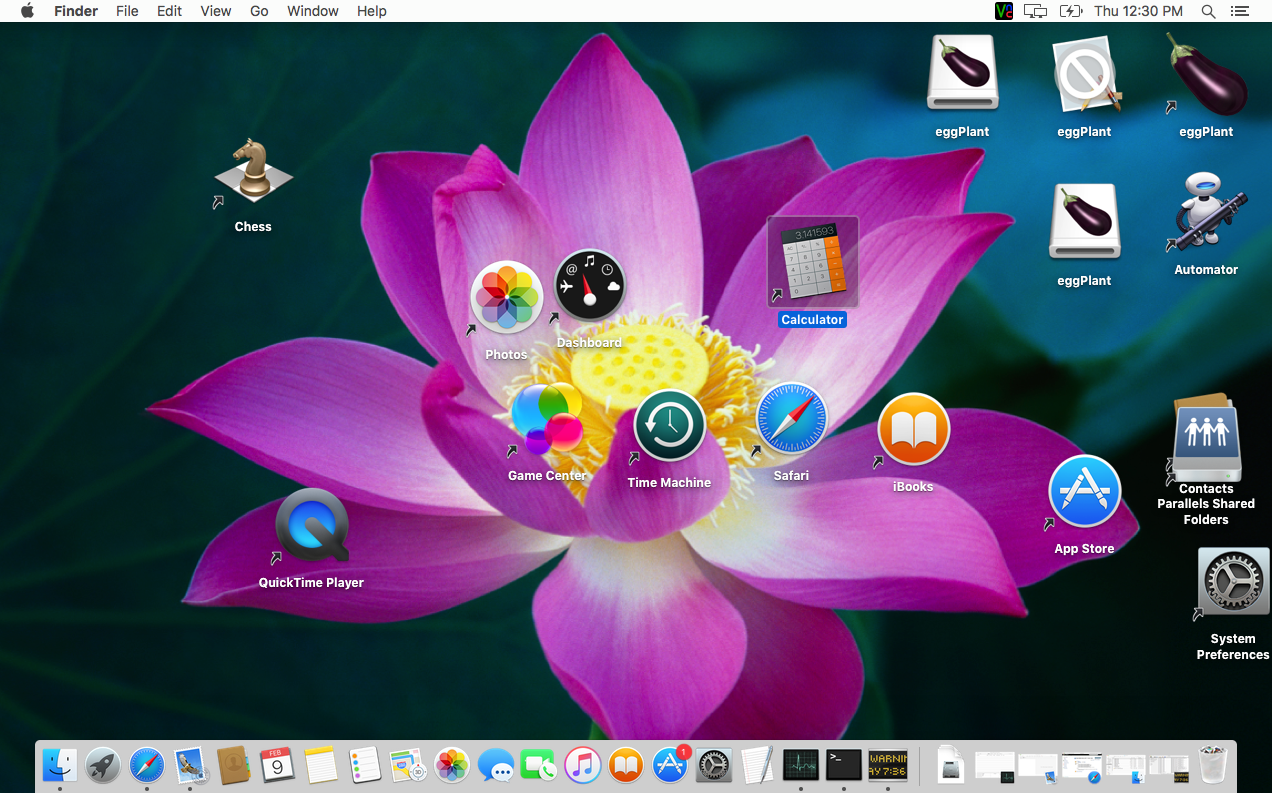 Finder File Edit View Go Window Help Thu 12:30 PM
eggPlant
eggPlant
eggPlant
Chess
3.141593
eggPlant
Automator
Calculator
Photos
Dashboard
Game Center
Time Machine
Safari
iBooks
Contacts
Parallels Shared
Folders
App Store
QuickTime Player
System
Preferences
FEB
9
1
WARNIN
AY 7:36